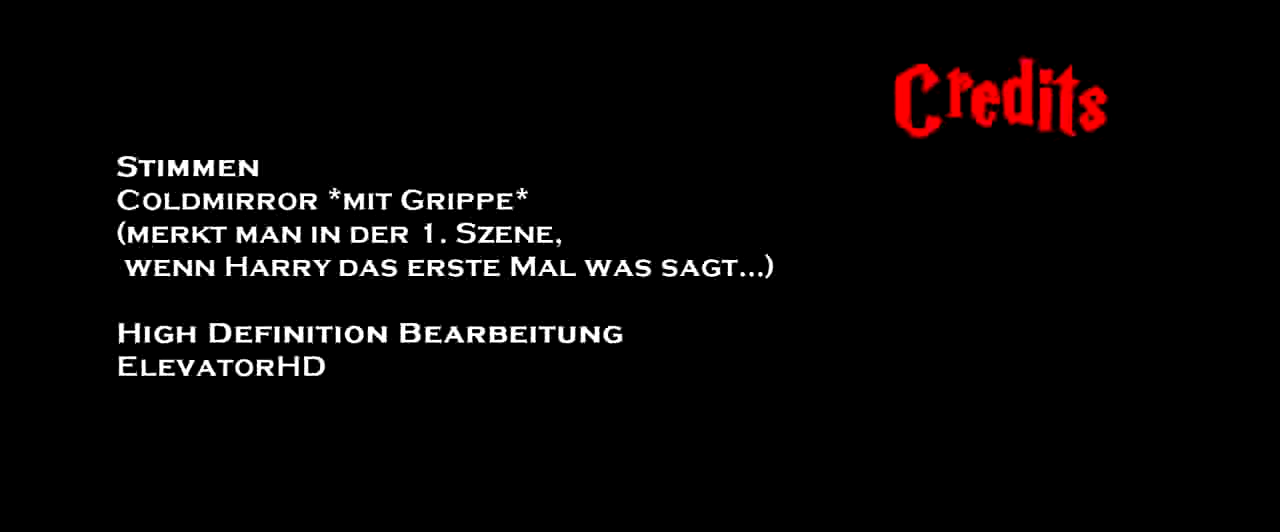 Credits
Stimmen
Coldmirror *mit Grippe*
(merkt man in der 1. Szene,
wenn Harry das erste Mal was sagt...)
High Definition Bearbeitung
ElevatorHD